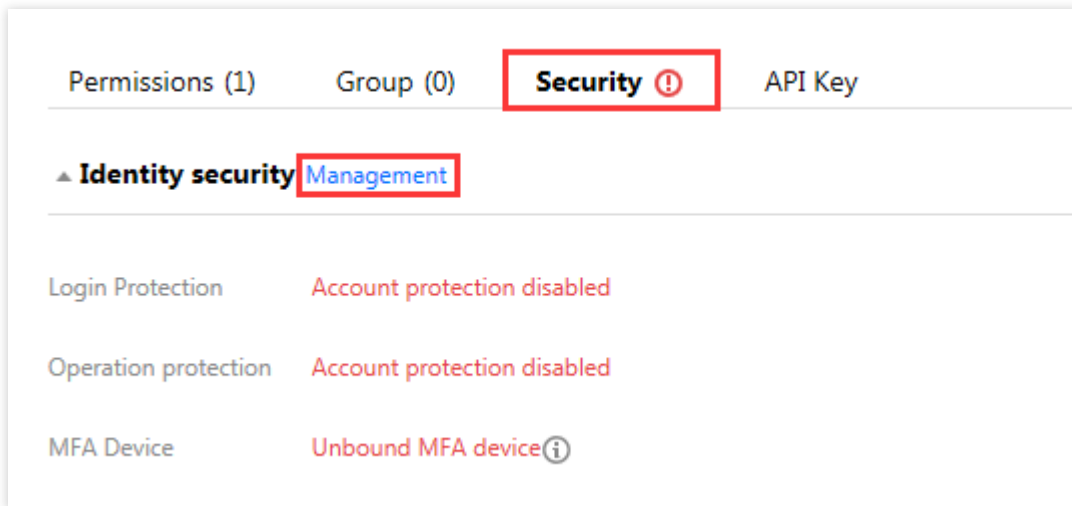 Permissions (1) Group (0) Security API Key
Identity security Management
Login Protection Account protection disabled
Operation protection Account protection disabled
MFA Device Unbound MFA device